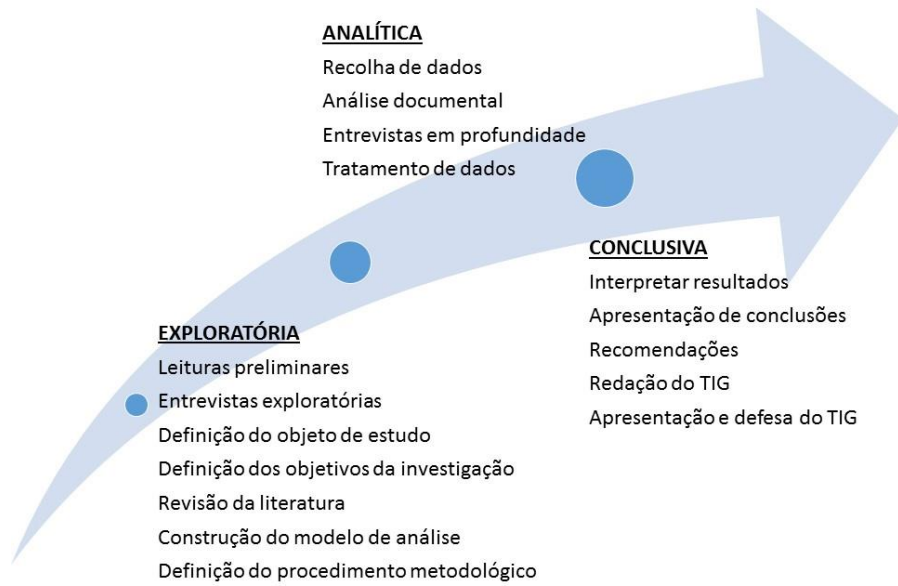 ANALÍTICA
Recolha de dados
Análise documental
Entrevistas em profundidade
Tratamento de dados
CONCLUSIVA
Interpretar resultados
Apresentação de conclusões
Recomendações
Redação do TIG
Apresentação e defesa do TIG
EXPLORATÓRIA
Leituras preliminares
Entrevistas exploratórias
Definição do objeto de estudo
Definição dos objetivos da investigação
Revisão da literatura
Construção do modelo de análise
Definição do procedimento metodológico